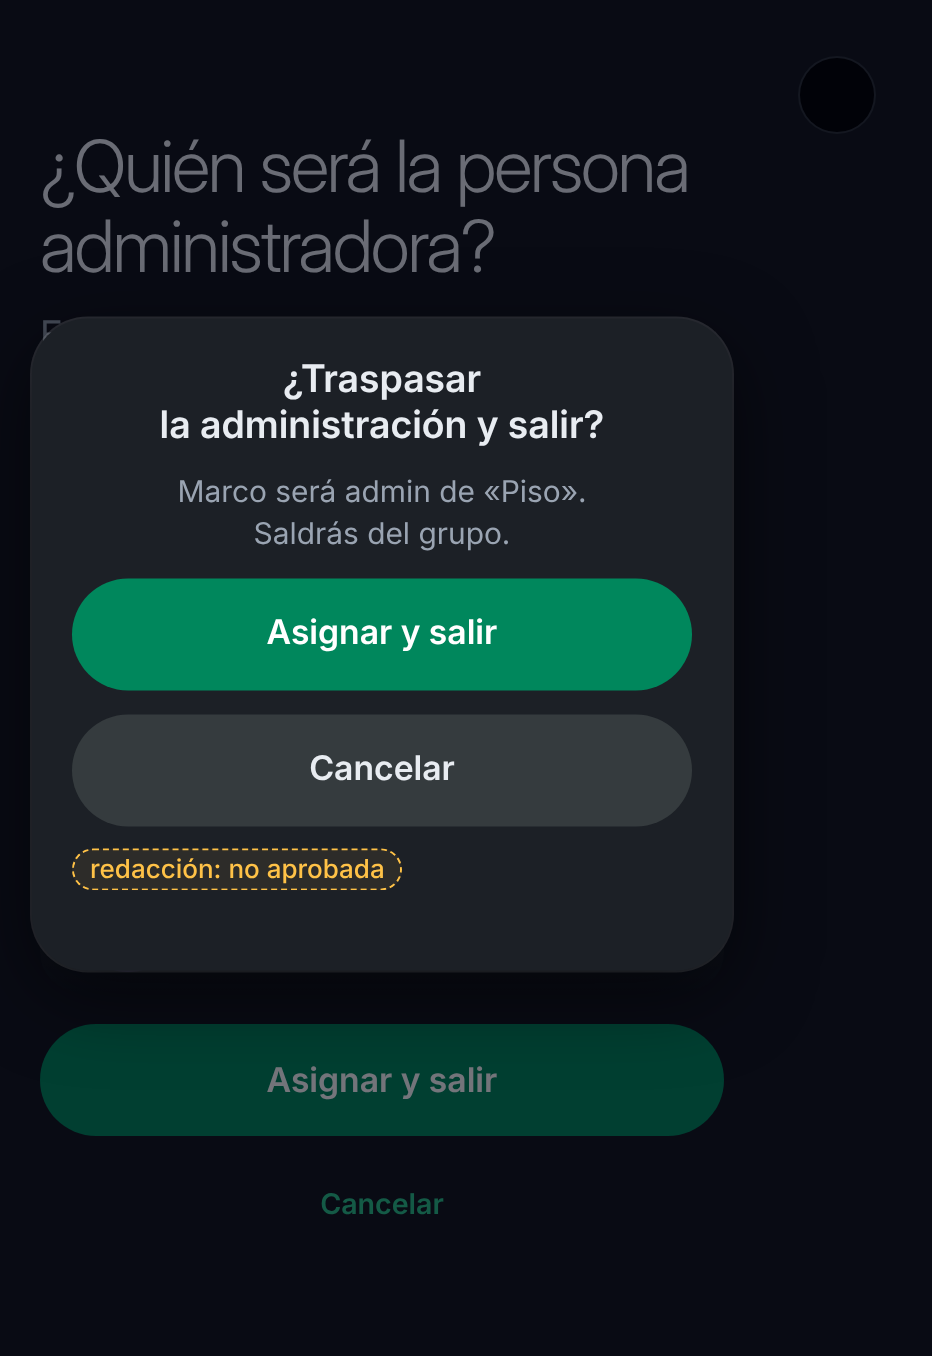 ¿Quién será la persona
administradora?
¿Traspasar
la administración y salir?
Marco será admin de «Piso».
Saldrás del grupo.
Asignar y salir
Cancelar
redacción: no aprobada
Asignar y salir
Cancelar